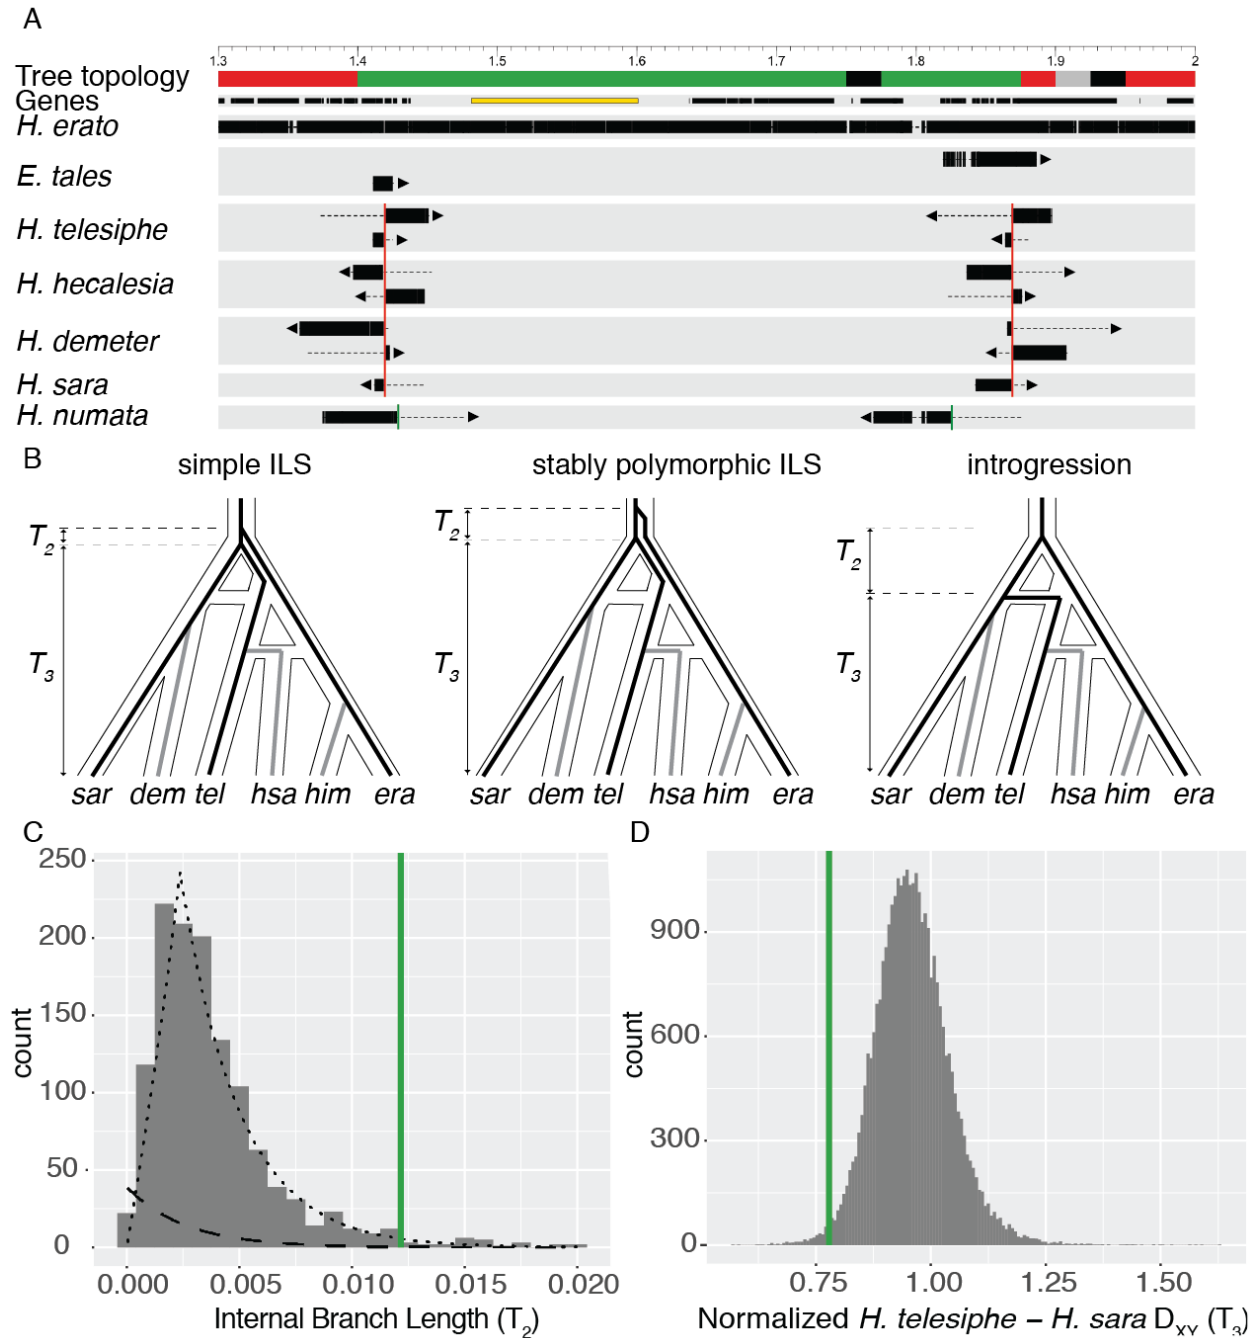 A
1.3 1.4 1.5 1.6 1.7 1.8 1.9 2
Tree topology
Genes
H. erato
E. tales
H. telesiphe
H. hecalesia
H. demeter
H. sara
H. numata
B
simple ILS
stably polymorphic ILS
introgression
T2
T3
sar dem tel hsa him era
T2
T3
sar dem tel hsa him era
T2
T3
sar dem tel hsa him era
C
250
200
150
100
50
0
count
0.000 0.005 0.010 0.015 0.020
Internal Branch Length (T2)
D
900
600
300
0
count
0.75 1.00 1.25 1.50
Normalized H. telesiphe – H. sara DXY (T3)